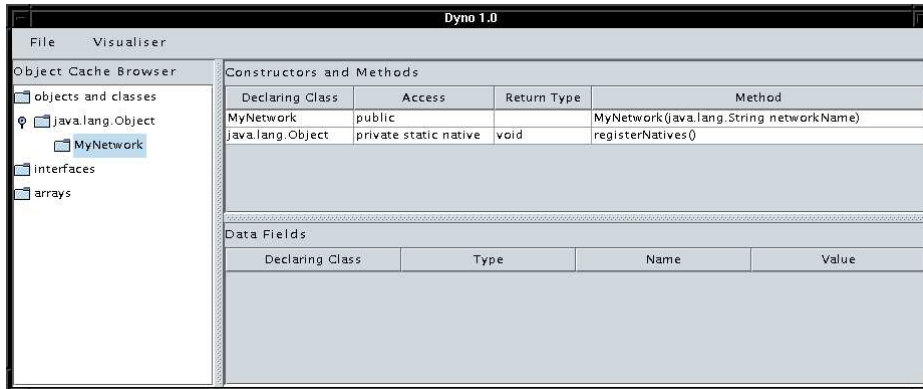 Dyno 1.0
File Visualiser
Object Cache Browser
objects and classes
java.lang.Object
MyNetwork
interfaces
arrays
Constructors and Methods
Declaring Class Access Return Type Method
MyNetwork public MyNetwork(java.lang.String networkName)
java.lang.Object private static native void registerNatives()
Data Fields
Declaring Class Type Name Value